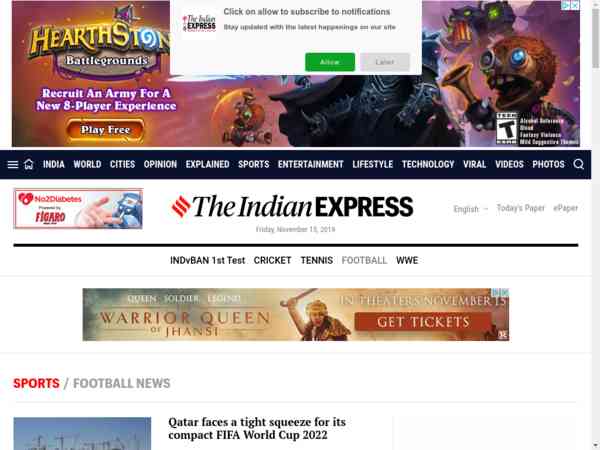 HEARTHSTONE
Battlegrounds
Recruit An Army For A
New 8-Player Experience
Play Free
The Indian EXPRESS
Click on allow to subscribe to notifications
Stay updated with the latest happenings on our site
Allow
Later
TEEN
T
ESRB
Alcohol Reference
Blood
Fantasy Violence
Mild Suggestive Themes
INDIA WORLD CITIES OPINION EXPLAINED SPORTS ENTERTAINMENT LIFESTYLE TECHNOLOGY VIRAL VIDEOS PHOTOS
No2Diabetes
Powered by
FIGARO
The Indian EXPRESS
Friday, November 15, 2019
English
Today's Paper
ePaper
INDvBAN 1st Test CRICKET TENNIS FOOTBALL WWE
QUEEN. SOLDIER. LEGEND.
WARRIOR QUEEN
OF JHANSI
IN THEATERS NOVEMBER 15
GET TICKETS
R
SPORTS / FOOTBALL NEWS
Qatar faces a tight squeeze for its
compact FIFA World Cup 2022